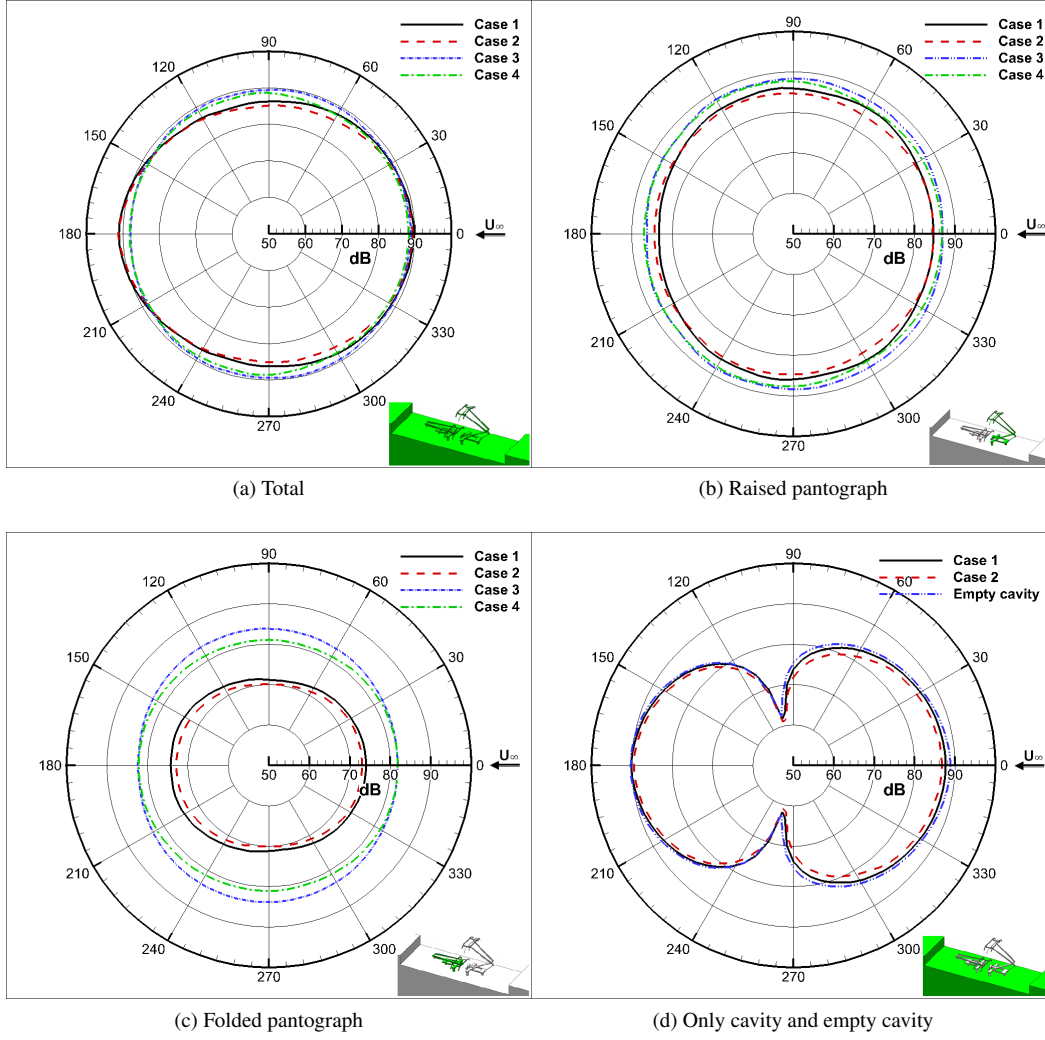 Case 1
Case 2
Case 3
Case 4
90
120
60
150
30
180
50 60 70 80 90
0
dB
U∞
210
330
240
300
270
(a) Total
Case 1
Case 2
Case 3
Case 4
90
120
60
150
30
180
50 60 70 80 90
0
dB
U∞
210
330
240
300
270
(b) Raised pantograph
Case 1
Case 2
Case 3
Case 4
90
120
60
150
30
180
50 60 70 80 90
0
dB
U∞
210
330
240
300
270
(c) Folded pantograph
Case 1
Case 2
Empty cavity
90
120
60
150
30
180
50 60 70 80 90
0
dB
U∞
210
330
240
300
270
(d) Only cavity and empty cavity